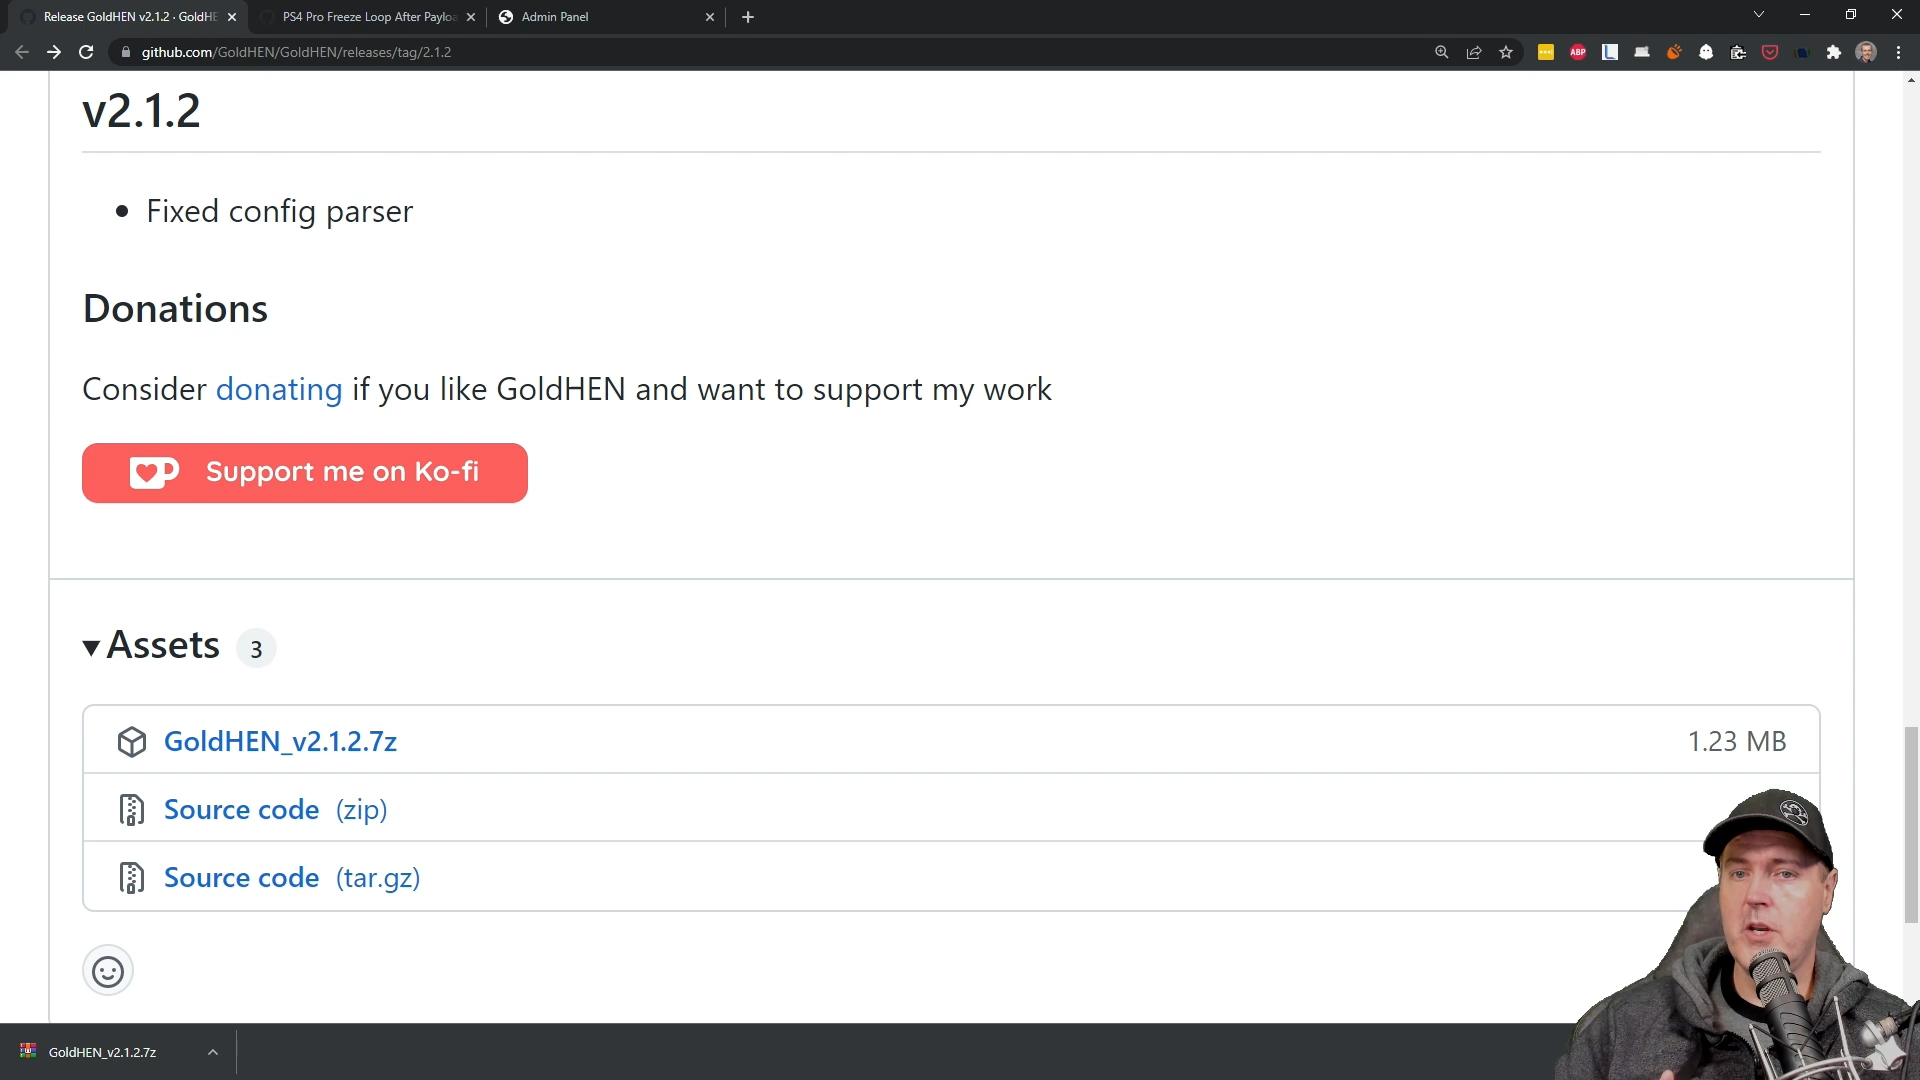 Release GoldHEN v2.1.2 · GoldHE
PS4 Pro Freeze Loop After Payloa
Admin Panel
github.com/GoldHEN/GoldHEN/releases/tag/2.1.2
ABP
v2.1.2
• Fixed config parser
Donations
Consider donating if you like GoldHEN and want to support my work
Support me on Ko-fi
Assets 3
GoldHEN_v2.1.2.7z 1.23 MB
Source code (zip)
Source code (tar.gz)
GoldHEN_v2.1.2.7z